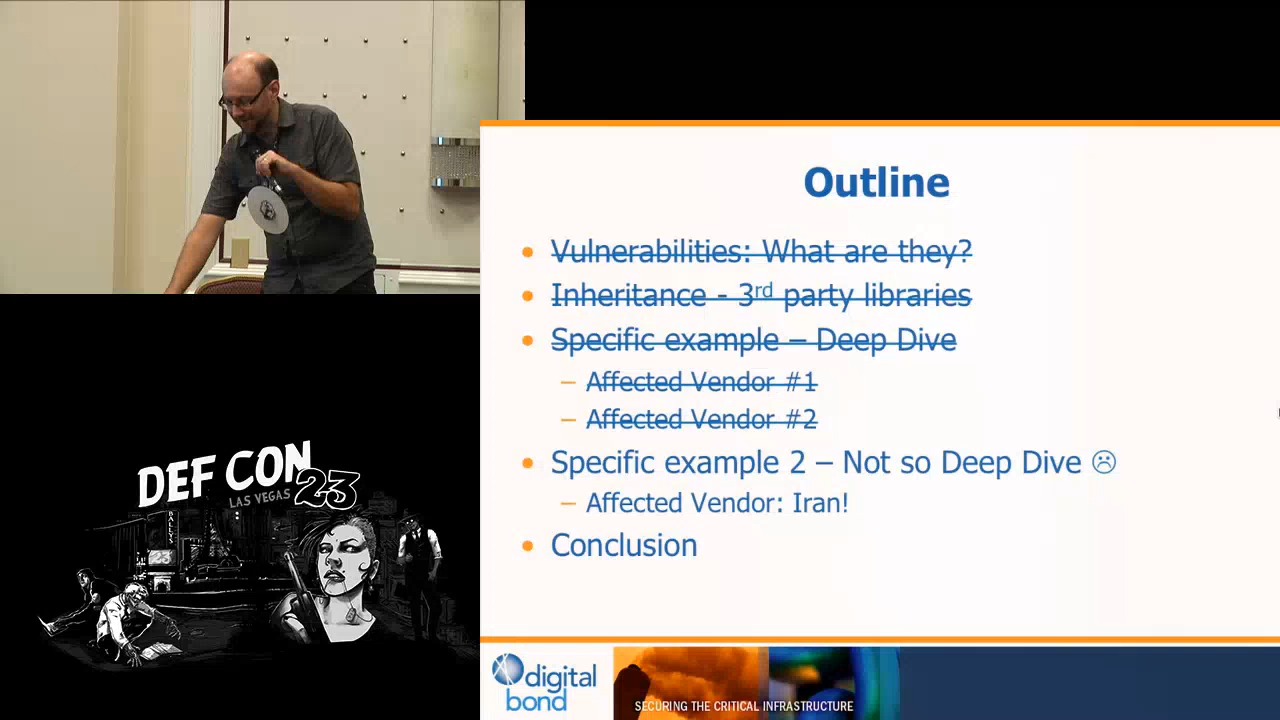 Outline
• Vulnerabilities: What are they?
• Inheritance - 3rd party libraries
• Specific example – Deep Dive
– Affected Vendor #1
– Affected Vendor #2
• Specific example 2 – Not so Deep Dive ☹
– Affected Vendor: Iran!
• Conclusion
DEF CON
LAS VEGAS 23
BALLYS
23
digital
bond
SECURING THE CRITICAL INFRASTRUCTURE